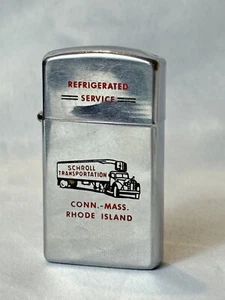 REFRIGERATED
SERVICE
SCHROLL
TRANSPORTATION
CONN.-MASS.
RHODE ISLAND